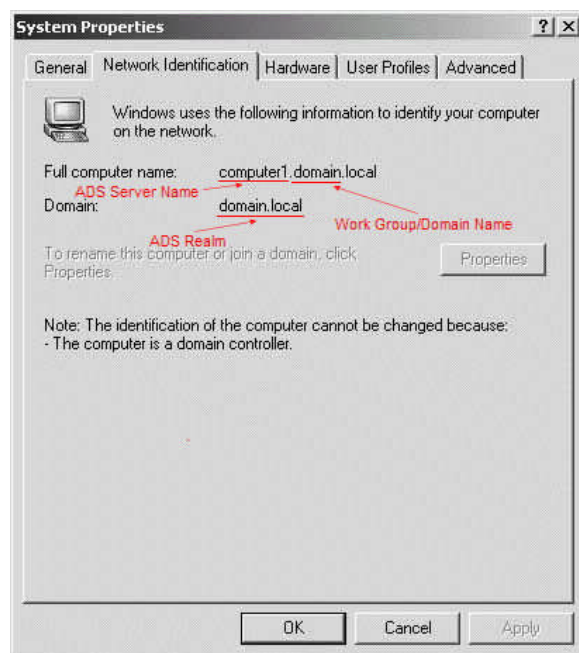 System Properties
General Network Identification Hardware User Profiles Advanced
Windows uses the following information to identify your computer
on the network.
Full computer name: computer1.domain.local
ADS Server Name
Domain: domain.local
Work Group/Domain Name
ADS Realm
To rename this computer or join a domain, click
Properties.
Properties
Note: The identification of the computer cannot be changed because:
- The computer is a domain controller.
OK Cancel Apply